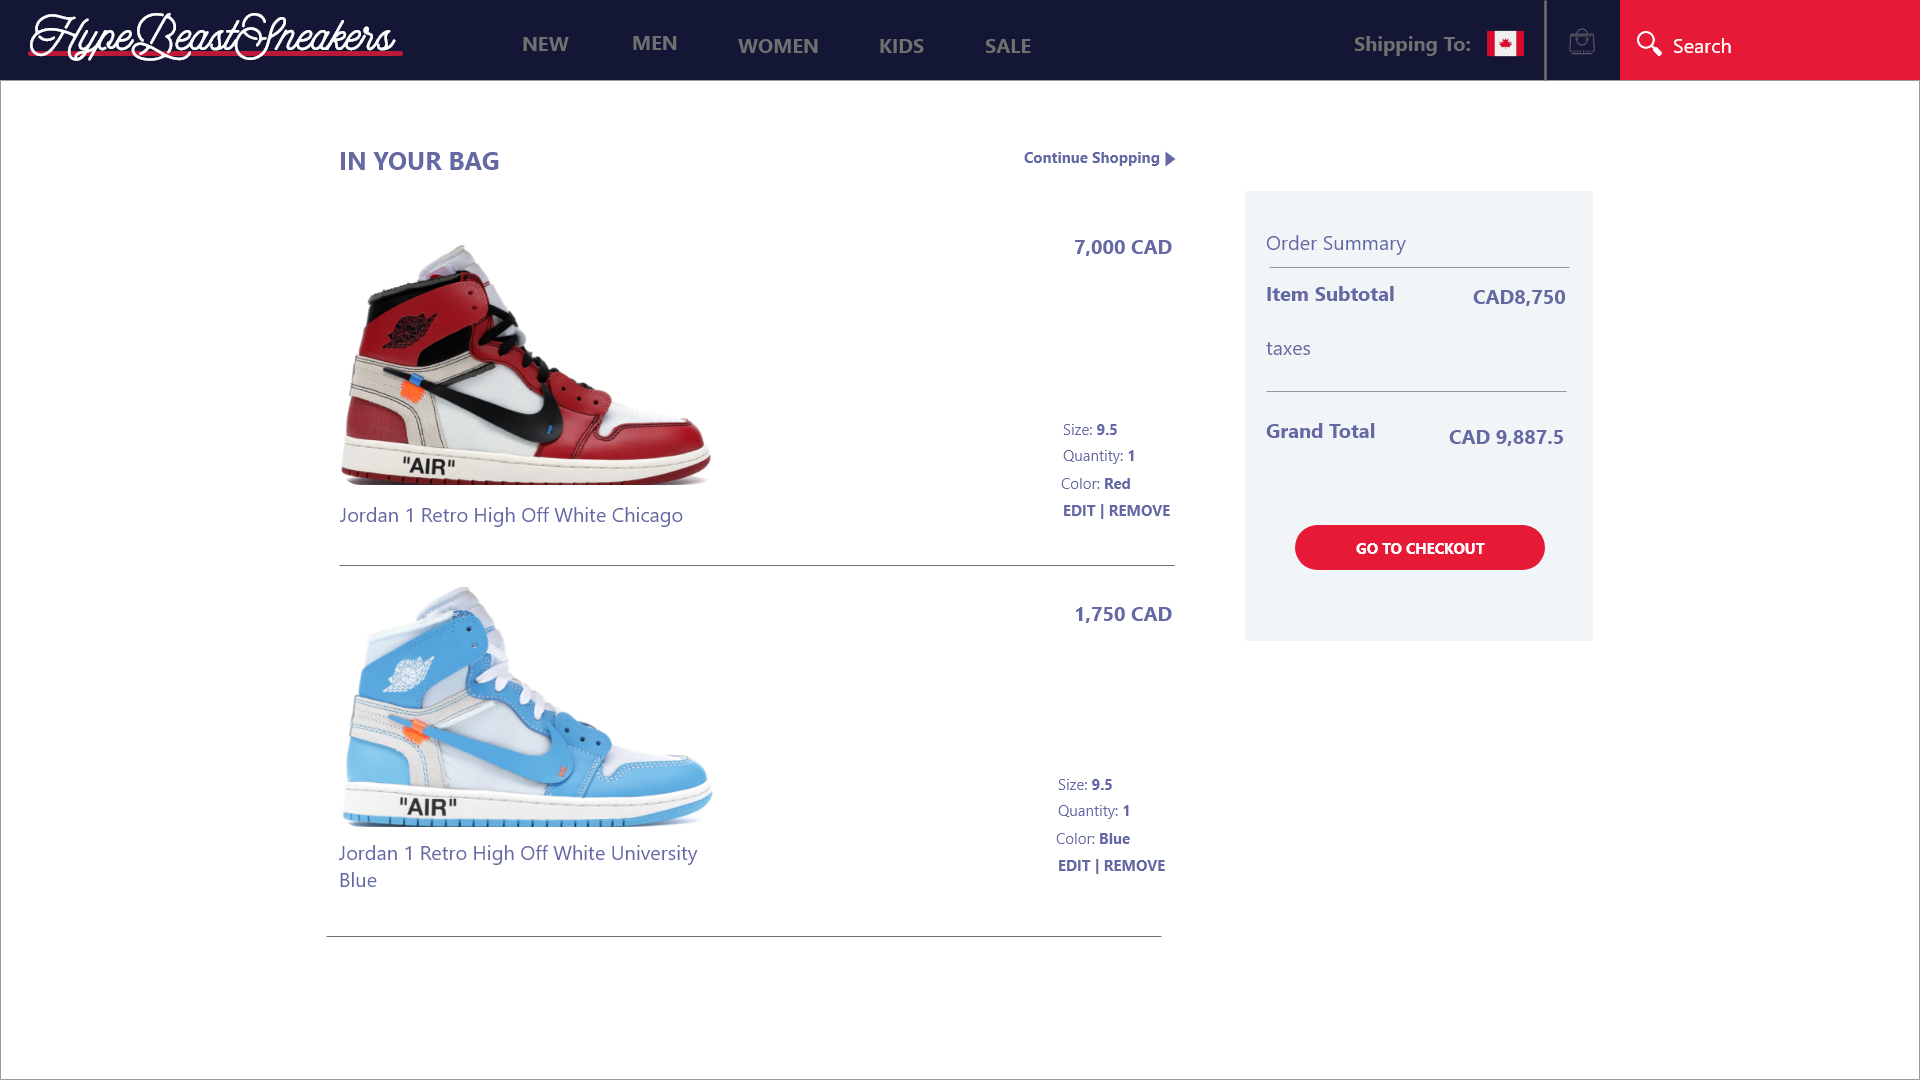 HypeBeastSneakers
NEW
MEN
WOMEN
KIDS
SALE
Shipping To:
Search
IN YOUR BAG
Continue Shopping
7,000 CAD
"AIR"
Size: 9.5
Quantity: 1
Color: Red
EDIT | REMOVE
Jordan 1 Retro High Off White Chicago
1,750 CAD
"AIR"
Size: 9.5
Quantity: 1
Color: Blue
EDIT | REMOVE
Jordan 1 Retro High Off White University
Blue
Order Summary
Item Subtotal
CAD8,750
taxes
Grand Total
CAD 9,887.5
GO TO CHECKOUT